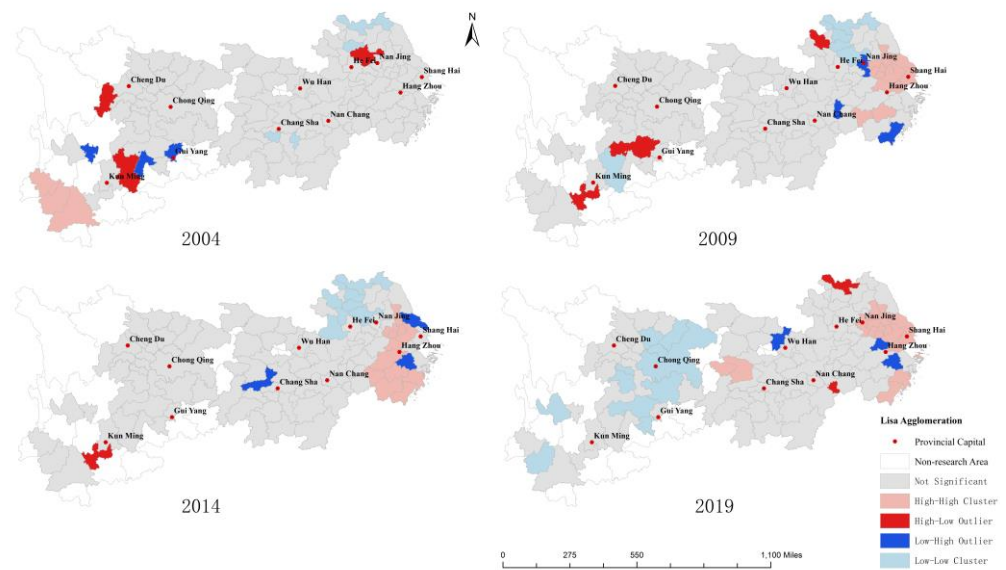 N
Cheng Du
Chong Qing
Gui Yang
Kun Ming
Wu Han
Chang Sha
Nan Chang
He Fei
Nan Jing
Shang Hai
Hang Zhou
2004
Cheng Du
Chong Qing
Gui Yang
Kun Ming
Wu Han
Chang Sha
Nan Chang
He Fei
Nan Jing
Shang Hai
Hang Zhou
2009
Cheng Du
Chong Qing
Gui Yang
Kun Ming
Wu Han
Chang Sha
Nan Chang
He Fei
Nan Jing
Shang Hai
Hang Zhou
2014
Cheng Du
Chong Qing
Gui Yang
Kun Ming
Wu Han
Chang Sha
Nan Chang
He Fei
Nan Jing
Shang Hai
Hang Zhou
2019
Lisa Agglomeration
Provincial Capital
Non-research Area
Not Significant
High-High Cluster
High-Low Outlier
Low-High Outlier
Low-Low Cluster
0 275 550 1,100 Miles